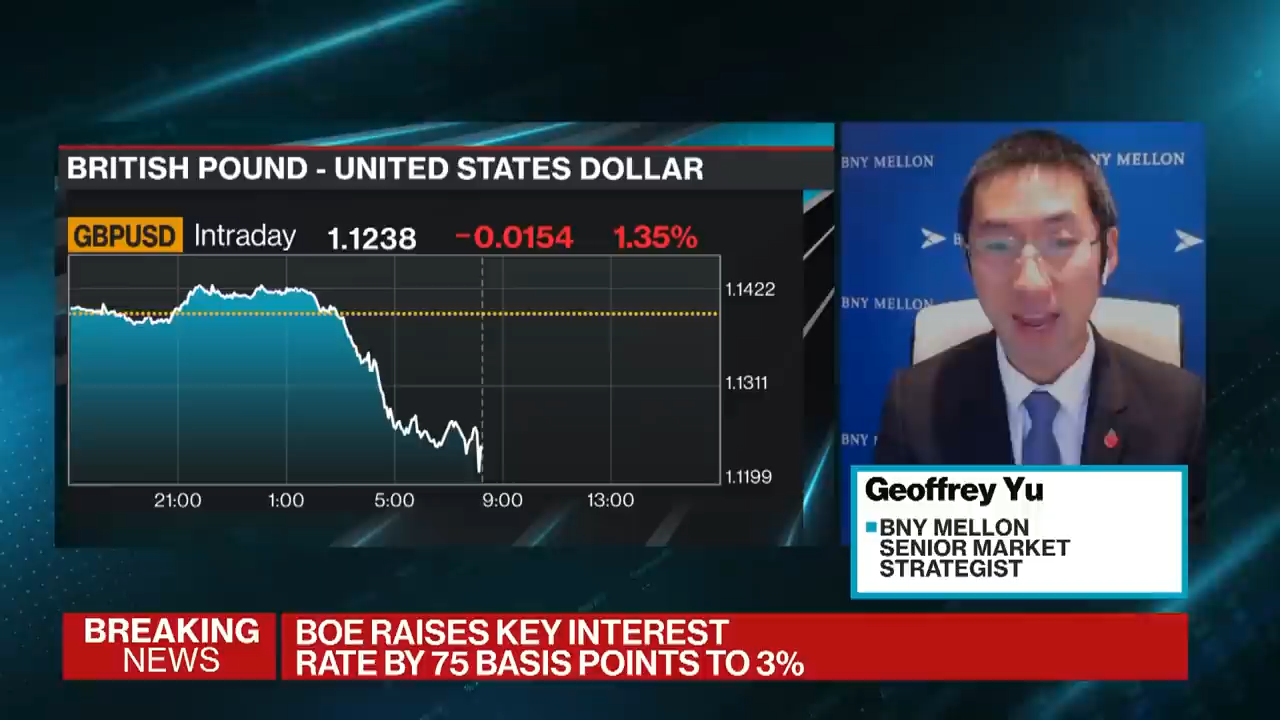 BRITISH POUND - UNITED STATES DOLLAR
GBPUSD Intraday 1.1238 -0.0154 1.35%
1.1422
1.1311
1.1199
21:00 1:00 5:00 9:00 13:00
BNY MELLON
NY MELLON
B
BNY MELLON
BNY
Geoffrey Yu
BNY MELLON
SENIOR MARKET
STRATEGIST
BREAKING
NEWS
BOE RAISES KEY INTEREST
RATE BY 75 BASIS POINTS TO 3%